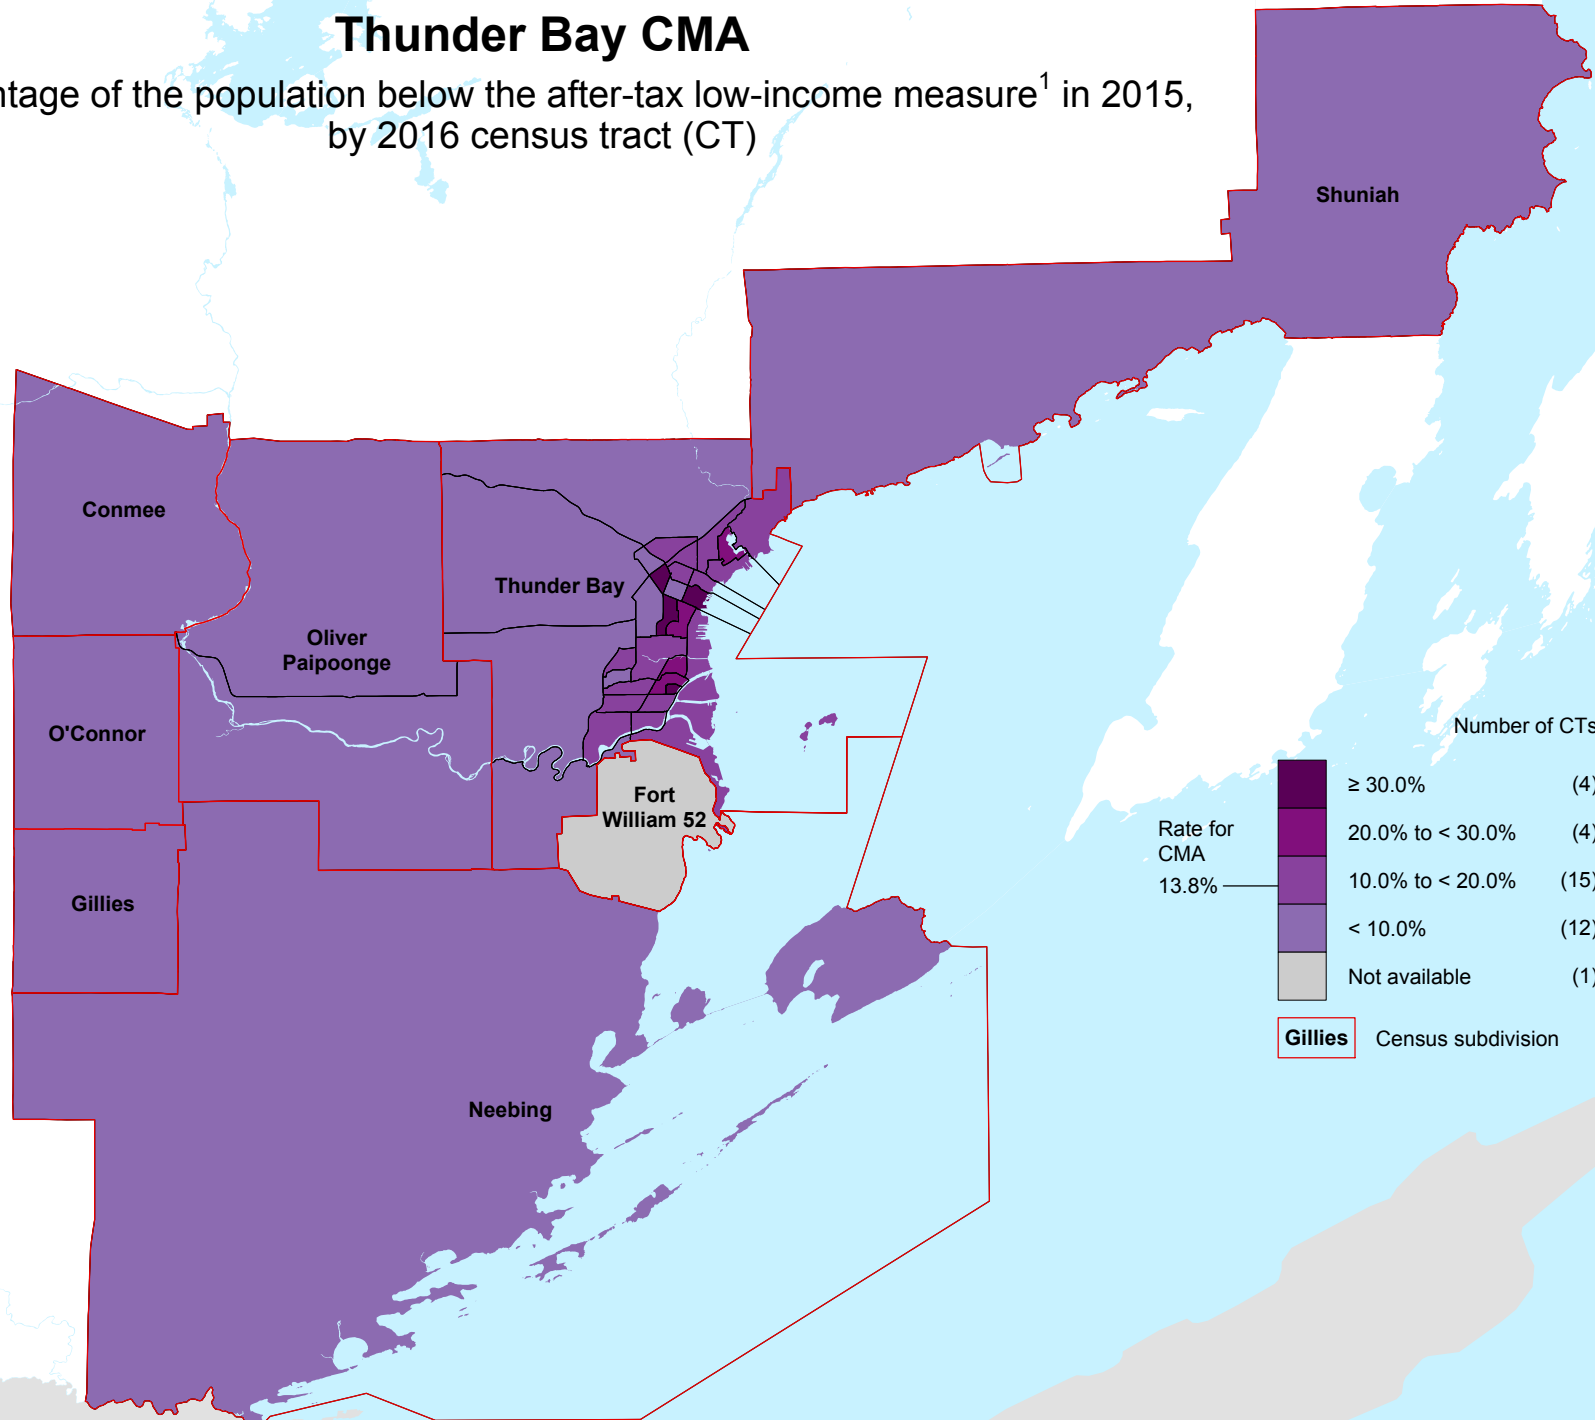 Thunder Bay CMA
ntage of the population below the after-tax low-income measure1 in 2015,
by 2016 census tract (CT)
Shuniah
Conmee
Thunder Bay
Oliver
Paipoonge
O'Connor
Fort
William 52
Gillies
Neebing
Number of CTs
≥ 30.0% (4)
20.0% to < 30.0% (4)
Rate for
CMA
13.8%
10.0% to < 20.0% (15)
< 10.0% (12)
Not available (1)
Gillies Census subdivision